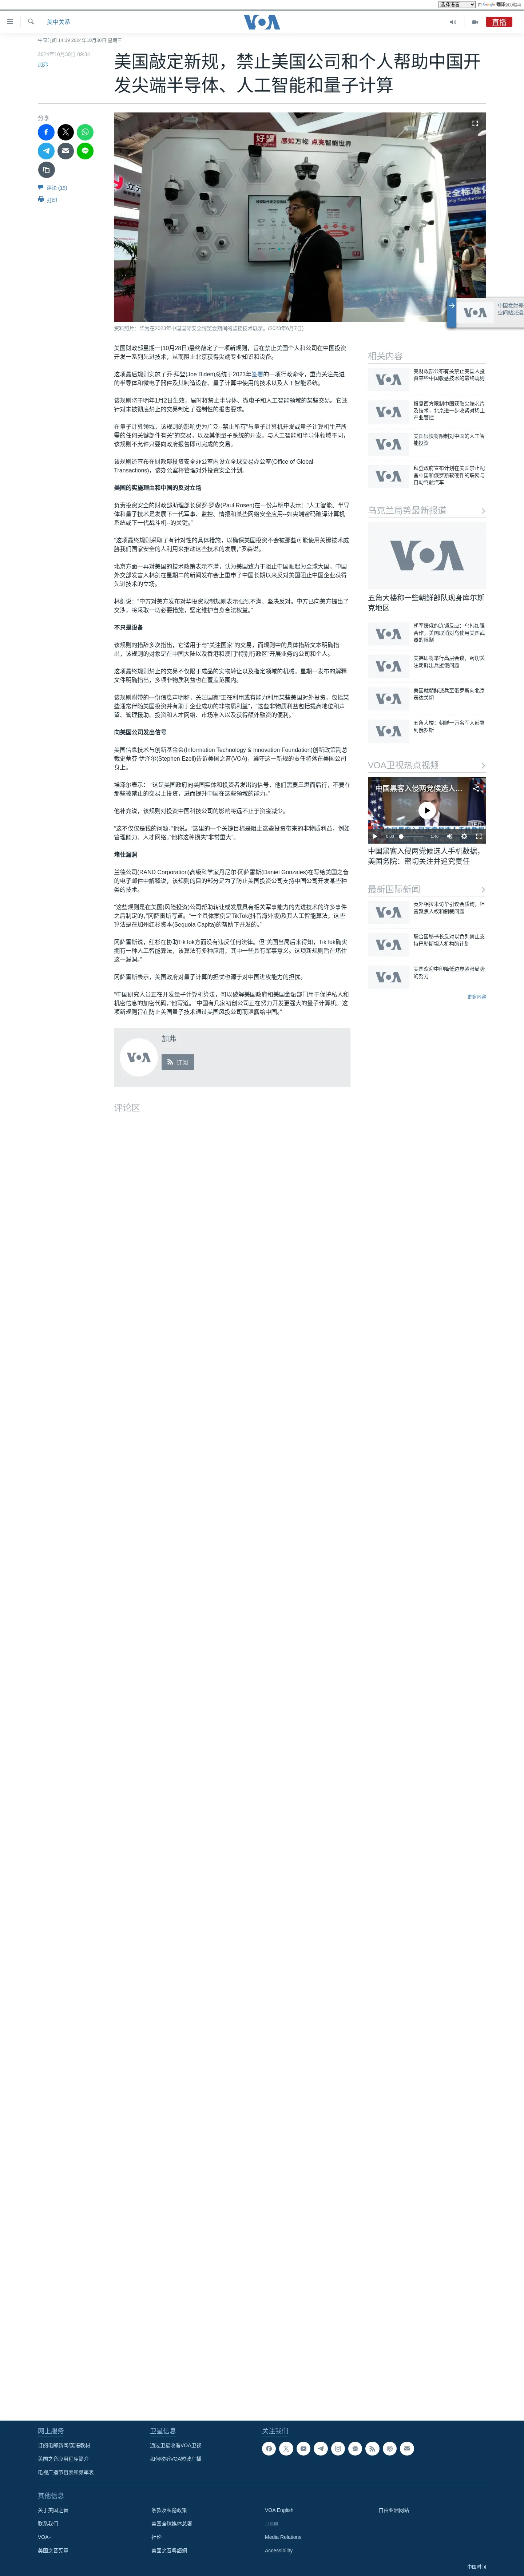 选择语言
由 Google 翻译强力驱动
美中关系
VOA
直播
中国时间 14:36 2024年10月30日 星期三
2024年10月30日 09:34
加弗
美国敲定新规，禁止美国公司和个人帮助中国开
发尖端半导体、人工智能和量子计算
分享
评论 (19)
打印
资料照片：华为在2023年中国国际安全博览会期间的监控技术展示。(2023年6月7日)
美国财政部星期一(10月28日)最终敲定了一项新规则，旨在禁止美国个人和公司在中国投资
开发一系列先进技术，从而阻止北京获得尖端专业知识和设备。
这项最后规则实施了乔·拜登(Joe Biden)总统于2023年签署的一项行政命令，重点关注先进
的半导体和微电子器件及其制造设备、量子计算中使用的技术以及人工智能系统。
该规则将于明年1月2日生效，届时将禁止半导体、微电子和人工智能领域的某些交易。它还
针对未被彻底禁止的交易制定了强制性的报告要求。
在量子计算领域，该规则的影响更为广泛--禁止所有“与量子计算机开发或量子计算机生产所
需的任何关键部件有关”的交易，以及其他量子系统的开发。与人工智能和半导体领域不同，
该规则不允许只要向政府报告即可豁免交易。
该规则还宣布在财政部投资安全办公室内设立全球交易办公室(Office of Global
Transactions)，该办公室将管理对外投资安全计划。
美国的实施理由和中国的反对立场
负责投资安全的财政部助理部长保罗·罗森(Paul Rosen)在一份声明中表示：“人工智能、半导
体和量子技术是发展下一代军事、监控、情报和某些网络安全应用--如尖端密码破译计算机
系统或下一代战斗机--的关键。”
“这项最终规则采取了有针对性的具体措施，以确保美国投资不会被那些可能使用关键技术威
胁我们国家安全的人利用来推动这些技术的发展，”罗森说。
北京方面一再对美国的技术政策表示不满，认为美国致力于阻止中国崛起为全球大国。中国
外交部发言人林剑在星期二的新闻发布会上重申了中国长期以来反对美国阻止中国企业获得
先进技术的立场。
林剑说：“中方对美方发布对华投资限制规则表示强烈不满、坚决反对。中方已向美方提出了
交涉，将采取一切必要措施，坚定维护自身合法权益。”
不只是设备
该规则的措辞多次指出，它适用于与“关注国家”的交易，而规则中的具体措辞文本明确指
出，该规则的对象是在中国大陆以及香港和澳门“特别行政区”开展业务的公司和个人。
这项最终规则禁止的交易不仅限于成品的实物转让以及指定领域的机械。星期一发布的解释
文件明确指出，多项非物质利益也在覆盖范围内。
该规则附带的一份信息声明称，关注国家“正在利用或有能力利用某些美国对外投资，包括某
些通常伴随美国投资并有助于企业成功的非物质利益”。“这些非物质利益包括提高地位和声
望、管理援助、投资和人才网络、市场准入以及获得额外融资的便利。”
向美国公司发出信号
美国信息技术与创新基金会(Information Technology & Innovation Foundation)创新政策副总
裁史蒂芬·伊泽尔(Stephen Ezell)告诉美国之音(VOA)，遵守这一新规的责任将落在美国公司
身上。
埃泽尔表示：“这是美国政府向美国实体和投资者发出的信号，他们需要三思而后行，不要在
那些被禁止的交易上投资，进而提升中国在这些领域的能力。”
他补充说，该规则对投资中国科技公司的影响将远不会于资金减少。
“这不仅仅是钱的问题，”他说。“这里的一个关键目标是阻止这些投资带来的非物质利益，例如
管理能力、人才网络。”他称这种损失“非常重大”。
堵住漏洞
兰德公司(RAND Corporation)高级科学家丹尼尔·冈萨雷斯(Daniel Gonzales)在写给美国之音
的电子邮件中解释说，该规则的目的部分是为了防止美国投资公司支持中国公司开发某些种
类的技术。
“这些规则是在美国(风险投资)公司帮助转让或发展具有相关军事能力的先进技术的许多事件
之后制定的，”冈萨雷斯写道。“一个具体案例是TikTok(抖音海外版)及其人工智能算法，这些
算法是在加州红杉资本(Sequoia Capital)的帮助下开发的。”
冈萨雷斯说，红杉在协助TikTok方面没有违反任何法律。但“美国当局后来得知，TikTok确实
拥有一种人工智能算法，该算法有许多用途，其中一些具有军事意义。这项新规则旨在堵住
这一漏洞。”
冈萨雷斯表示，美国政府对量子计算的担忧也源于对中国进攻能力的担忧。
“中国研究人员正在开发量子计算机算法，可以破解美国政府和美国金融部门用于保护私人和
机密信息的加密代码，”他写道。“中国有几家初创公司正在努力开发更强大的量子计算机。这
项新规则旨在防止美国量子技术通过美国风投公司而泄露给中国。”
VOA
加弗
订阅
评论区
中国发射神
空间站派遣
相关内容
美财政部公布有关禁止美国人投
资某些中国敏感技术的最终规则
报复西方限制中国获取尖端芯片
及技术，北京进一步收紧对稀土
产业管控
美国很快将限制对中国的人工智
能投资
拜登政府宣布计划在美国禁止配
备中国和俄罗斯软硬件的联网与
自动驾驶汽车
乌克兰局势最新报道
五角大楼称一些朝鲜部队现身库尔斯
克地区
朝军援俄的连锁反应：乌韩加强
合作，美国取消对乌使用美国武
器的限制
美韩即将举行高层会谈，密切关
注朝鲜出兵援俄问题
美国就朝鲜派兵至俄罗斯向北京
表达关切
五角大楼：朝鲜一万名军人部署
到俄罗斯
VOA卫视热点视频
中国黑客入侵两党候选人…
中国黑客入侵两党候选人手机数据，
美国务院：密切关注并追究责任
最新国际新闻
莫外相拉米访华引议会质询，坦
言聚焦人权和制裁问题
联合国秘书长反对以色列禁止支
持巴勒斯坦人机构的计划
美国欢迎中印降低边界紧张局势
的努力
更多内容
网上服务
订阅电邮新闻/英语教材
美国之音应用程序简介
电视广播节目表和频率表
卫星信息
通过卫星收看VOA卫视
如何收听VOA短波广播
关注我们
其他信息
关于美国之音
联系我们
VOA+
美国之音宪章
条款及私隐政策
美国全球媒体总署
社论
美国之音粤语網
VOA English
Media Relations
Accessibility
自由亚洲网站
中国时间